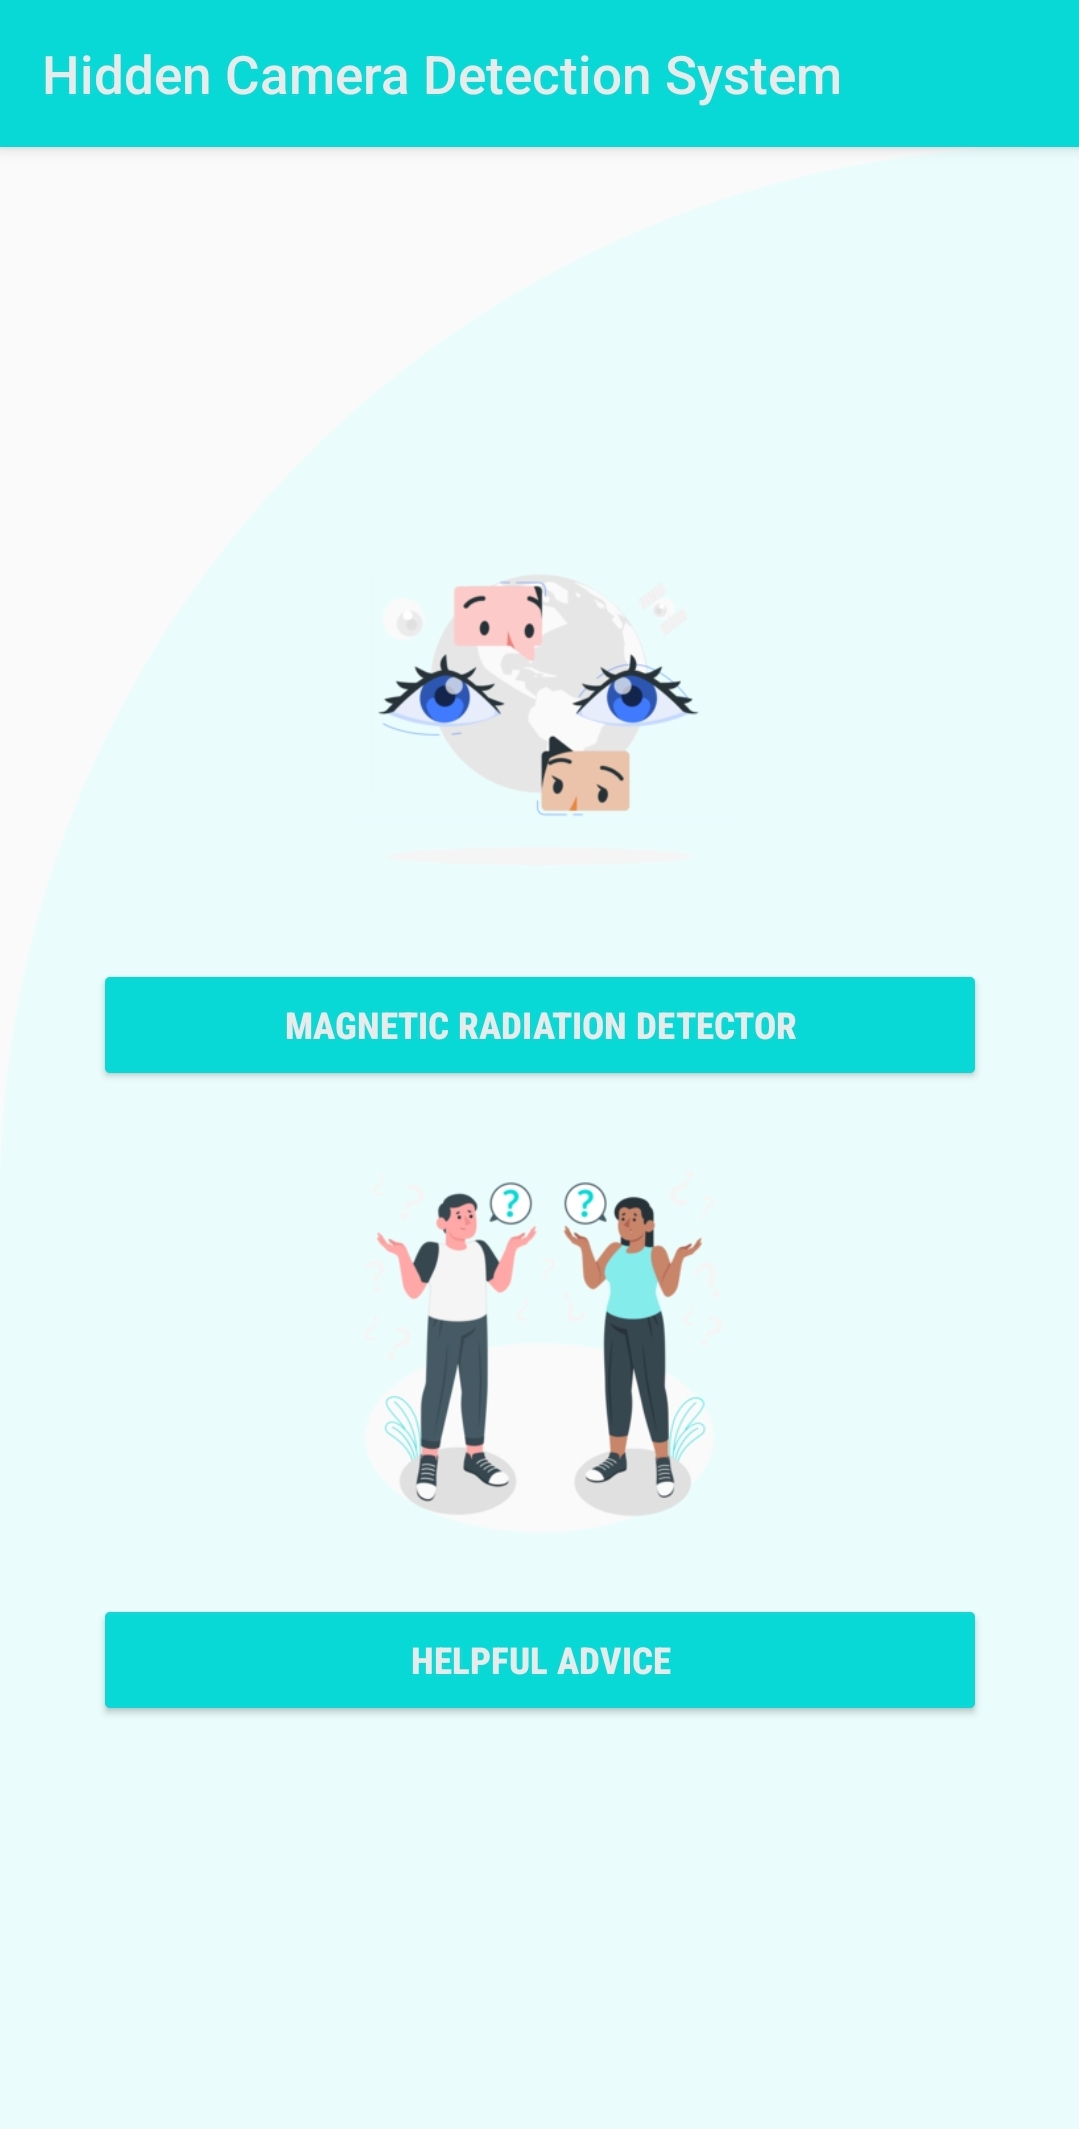 Hidden Camera Detection System
MAGNETIC RADIATION DETECTOR
? ?
HELPFUL ADVICE